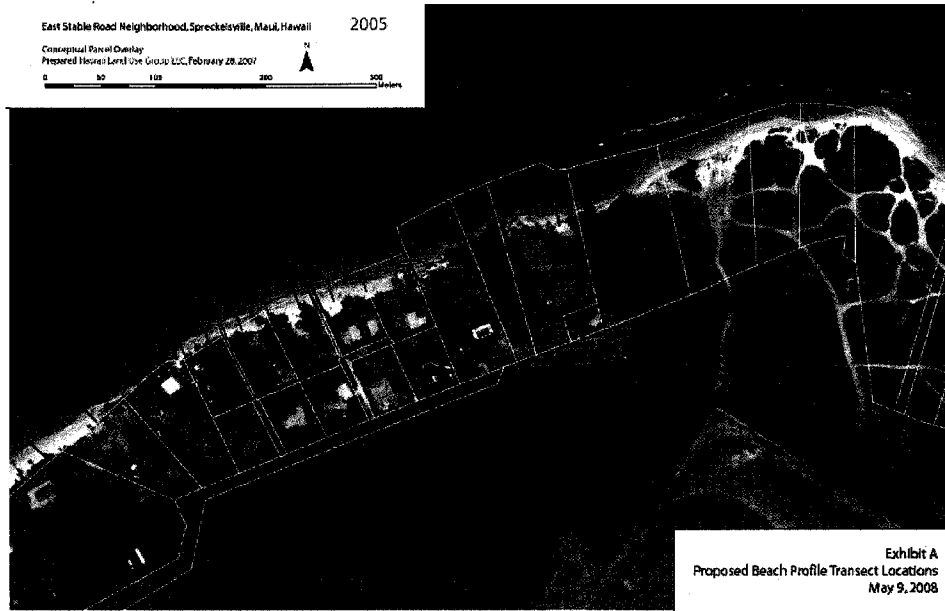 East Stable Road Neighborhood, Spreckelsville, Maui, Hawaii 2005
Conceptual Parcel Overlay
Prepared Hawaii Land Use Group LLC, February 28, 2007
N
0 50 100 200 300
Meters
Exhibit A
Proposed Beach Profile Transect Locations
May 9, 2008